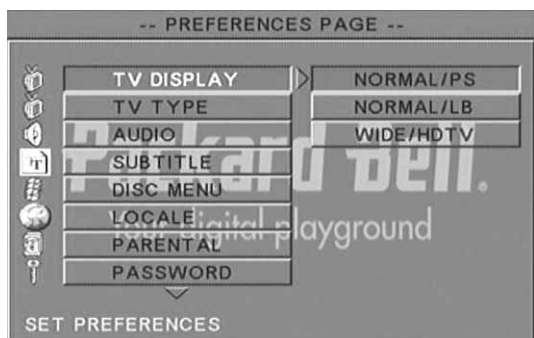 -- PREFERENCES PAGE --
TV DISPLAY
NORMAL/PS
TV TYPE
NORMAL/LB
AUDIO
WIDE/HDTV
SUBTITLE
DISC MENU
LOCALE
PARENTAL
PASSWORD
Packard Bell.
Your digital playground
SET PREFERENCES